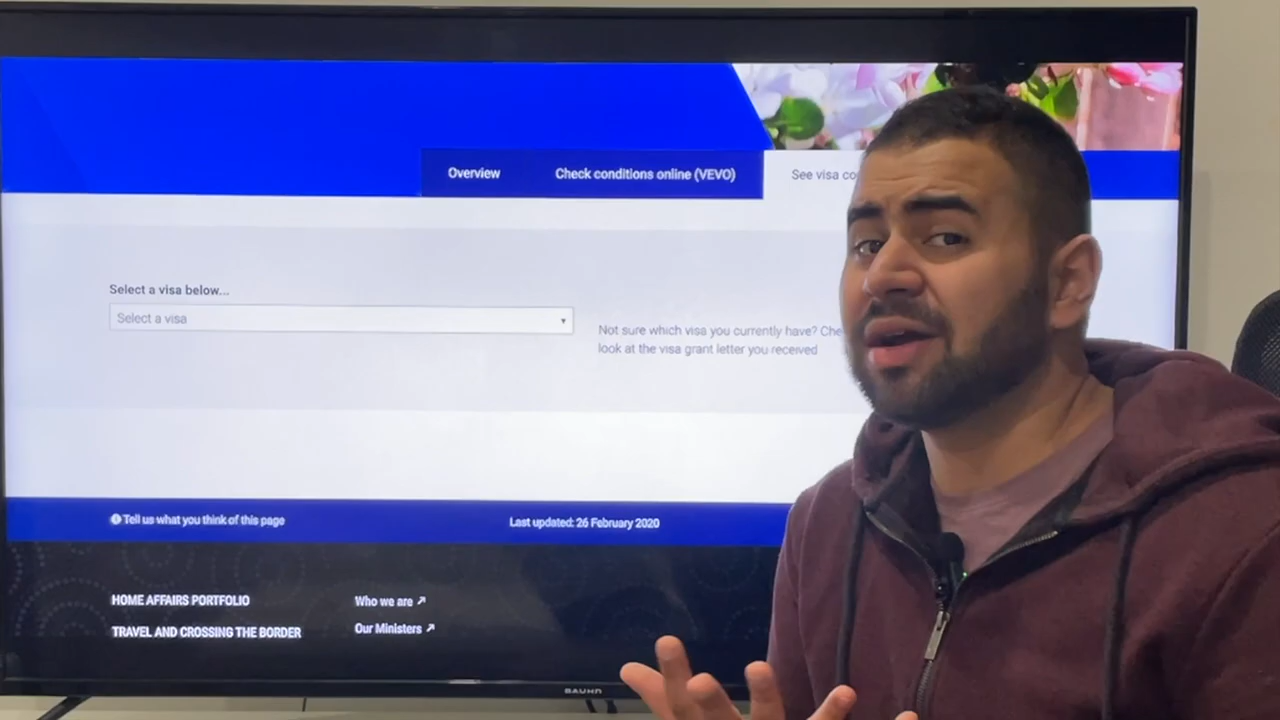 Overview
Check conditions online (VEVO)
See visa
Select a visa below...
Select a visa
Not sure which visa you currently have?
look at the visa grant letter you received
Tell us what you think of this page
Last updated: 26 February 2020
HOME AFFAIRS PORTFOLIO
Who we are
TRAVEL AND CROSSING THE BORDER
Our Ministers
BAUHN